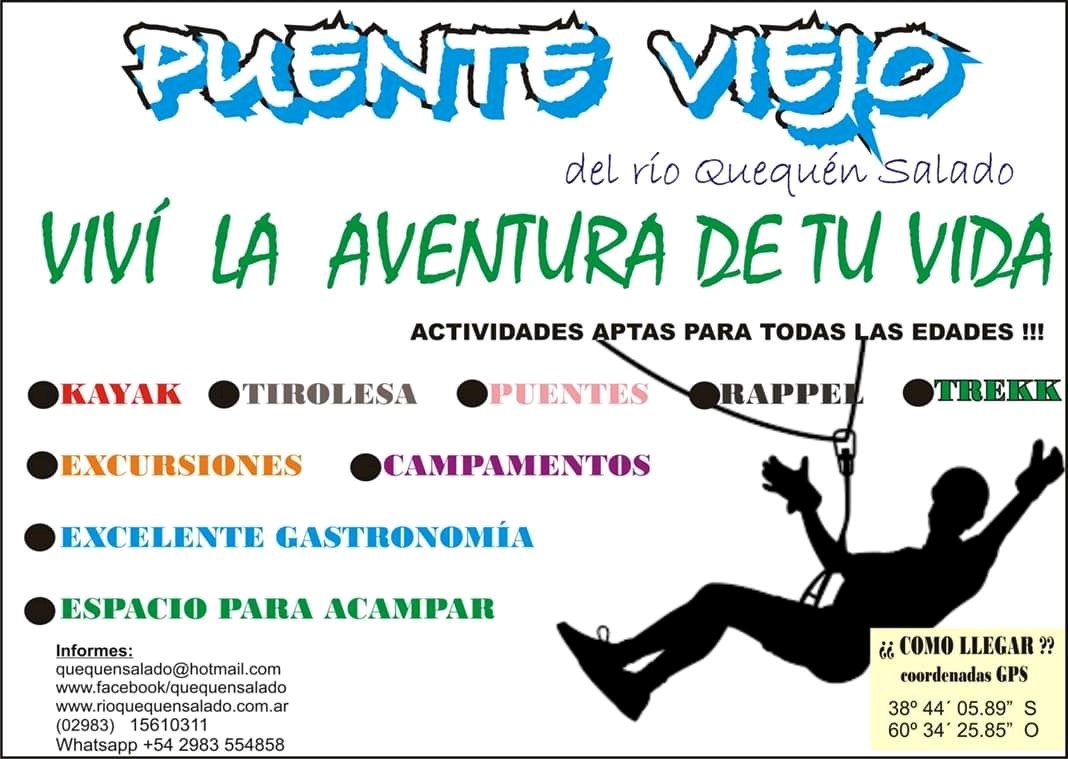 PUENTE VIEJO
del río Quequén Salado
VIVÍ LA AVENTURA DE TU VIDA
ACTIVIDADES APTAS PARA TODAS LAS EDADES !!!
●KAYAK ●TIROLESA ●PUENTES ●RAPPEL ●TREKK
●EXCURSIONES ●CAMPAMENTOS
●EXCELENTE GASTRONOMÍA
●ESPACIO PARA ACAMPAR
Informes:
quequensalado@hotmail.com
www.facebook/quequensalado
www.rioquequensalado.com.ar
(02983) 15610311
Whatsapp +54 2983 554858
¿¿ COMO LLEGAR ??
coordenadas GPS
38º 44´ 05.89” S
60º 34´ 25.85” O